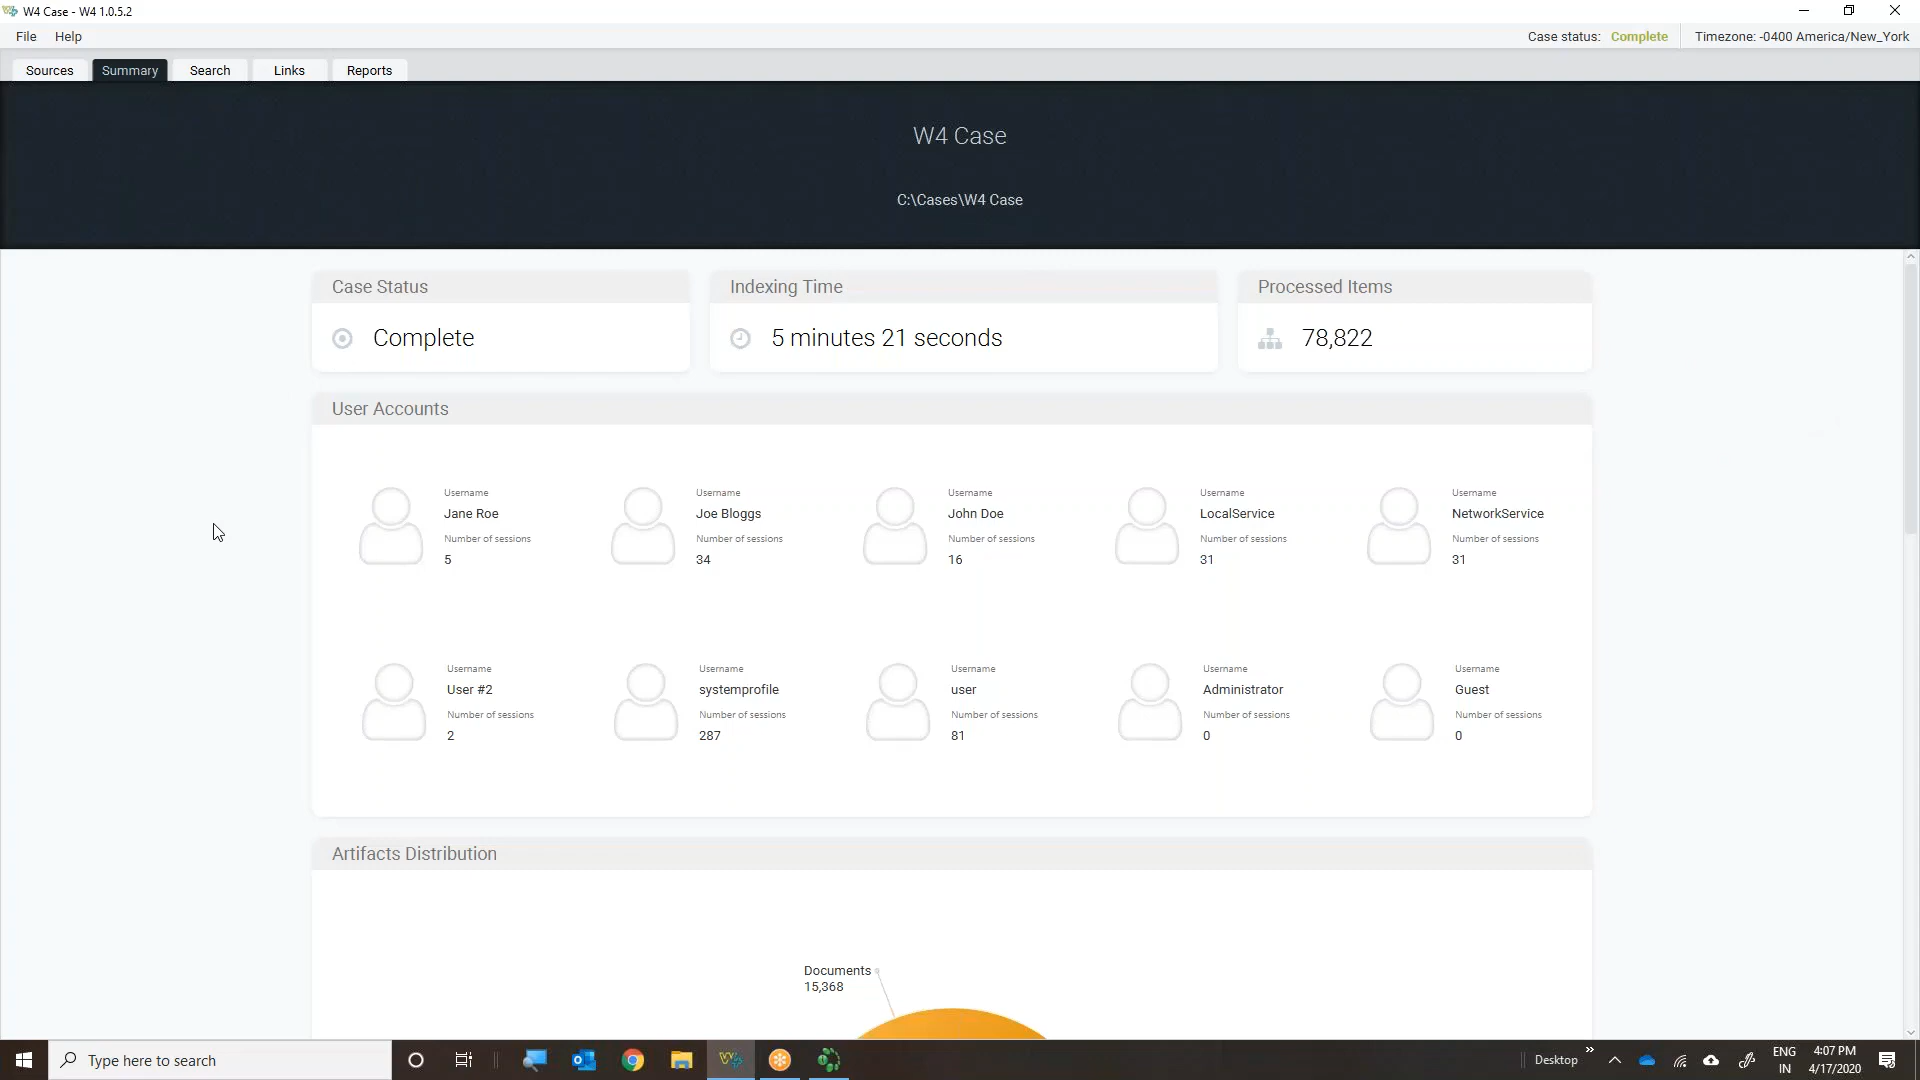 W4 Case - W4 1.0.5.2
File Help Case status: Complete Timezone: -0400 America/New_York
Sources Summary Search Links Reports
W4 Case
C:\Cases\W4 Case
Case Status Indexing Time Processed Items
Complete 5 minutes 21 seconds 78,822
User Accounts
Username Username Username Username Username
Jane Roe Joe Bloggs John Doe LocalService NetworkService
Number of sessions Number of sessions Number of sessions Number of sessions Number of sessions
5 34 16 31 31
Username Username Username Username Username
User #2 systemprofile user Administrator Guest
Number of sessions Number of sessions Number of sessions Number of sessions Number of sessions
2 287 81 0 0
Artifacts Distribution
Documents
15,368
Type here to search Desktop ENG 4:07 PM
IN 4/17/2020